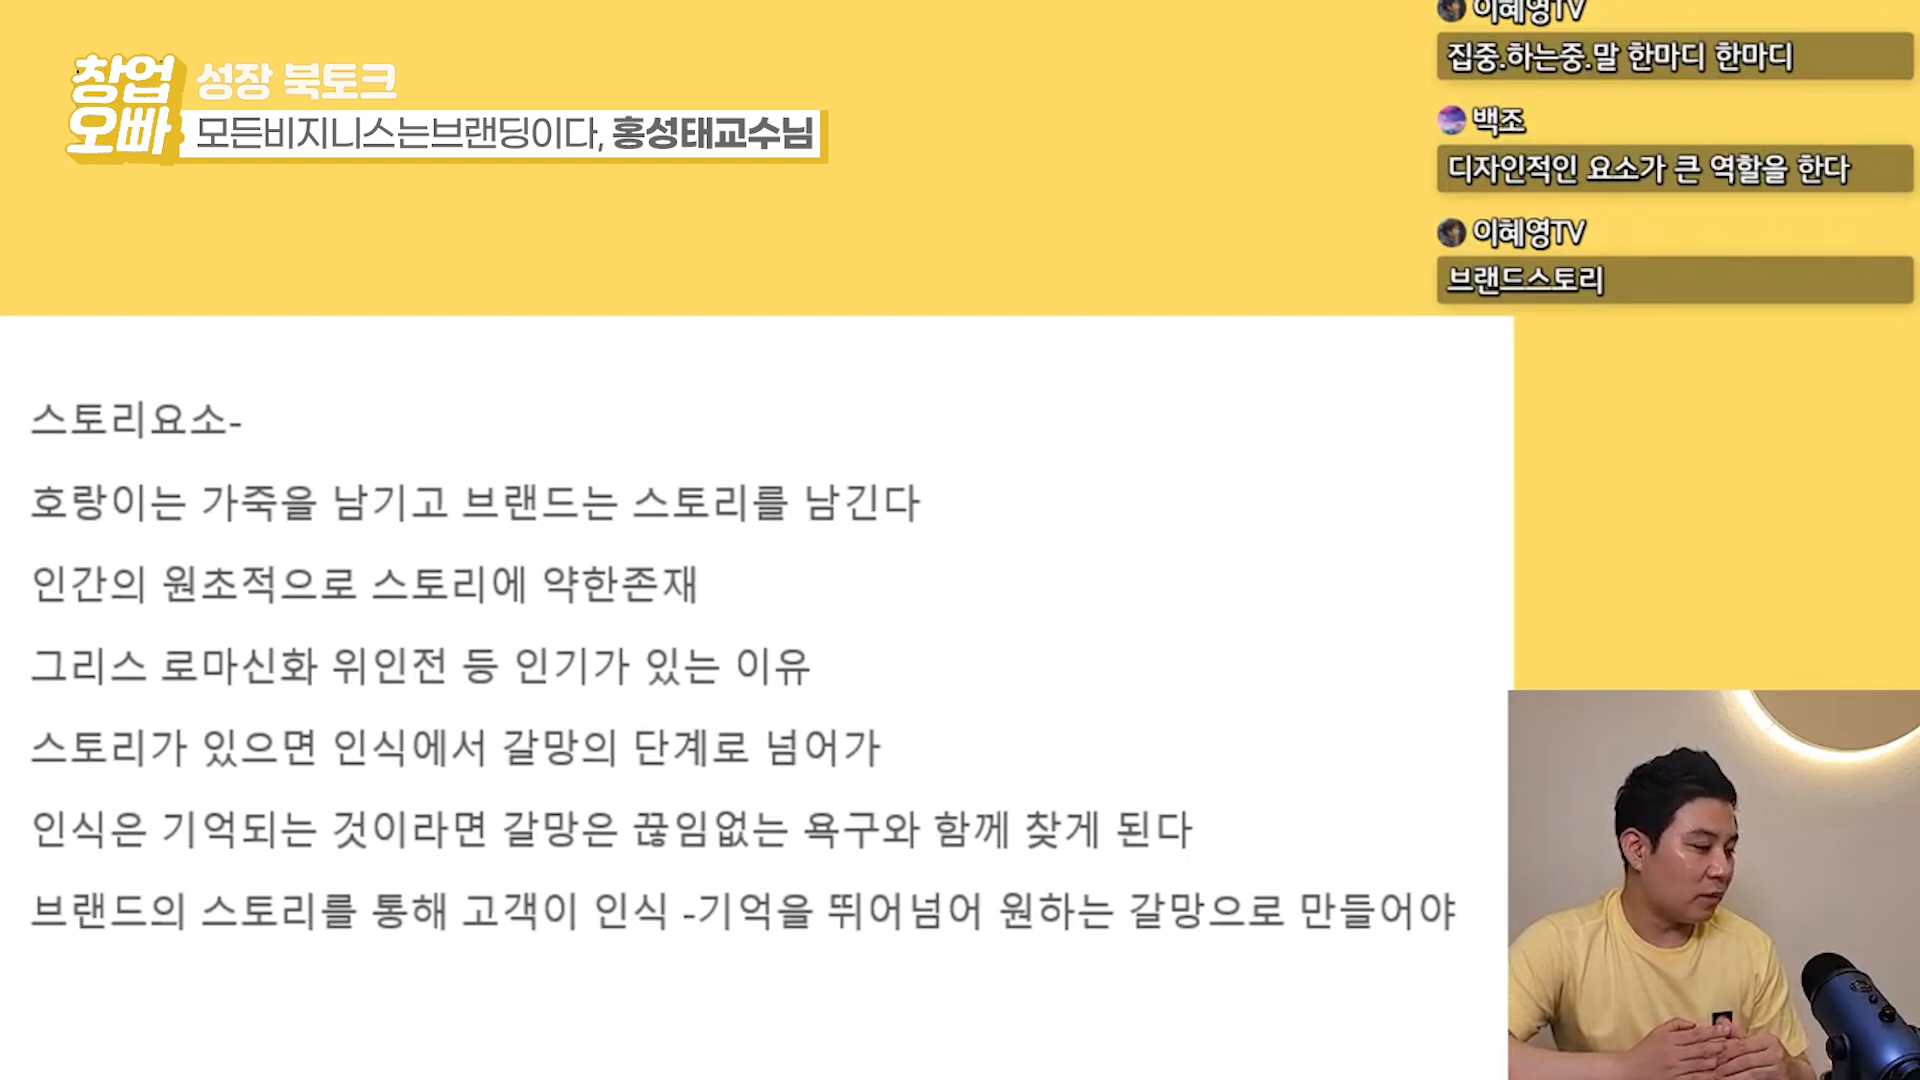 창업
오빠
성장 북토크
모든비지니스는브랜딩이다, 홍성태교수님
이혜영TV
집중.하는중.말 한마디 한마디
백조
디자인적인 요소가 큰 역할을 한다
이혜영TV
브랜드스토리
스토리요소-
호랑이는 가죽을 남기고 브랜드는 스토리를 남긴다
인간의 원초적으로 스토리에 약한존재
그리스 로마신화 위인전 등 인기가 있는 이유
스토리가 있으면 인식에서 갈망의 단계로 넘어가
인식은 기억되는 것이라면 갈망은 끊임없는 욕구와 함께 찾게 된다
브랜드의 스토리를 통해 고객이 인식 -기억을 뛰어넘어 원하는 갈망으로 만들어야